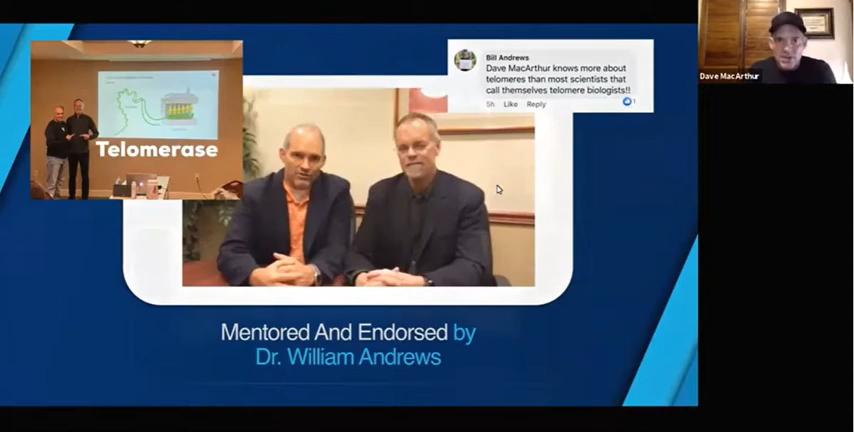 Bill Andrews
Dave MacArthur knows more about
telomeres than most scientists that
call themselves telomere biologists!!
5h Like Reply 1
Telomerase
Mentored And Endorsed by
Dr. William Andrews
Dave MacArthur